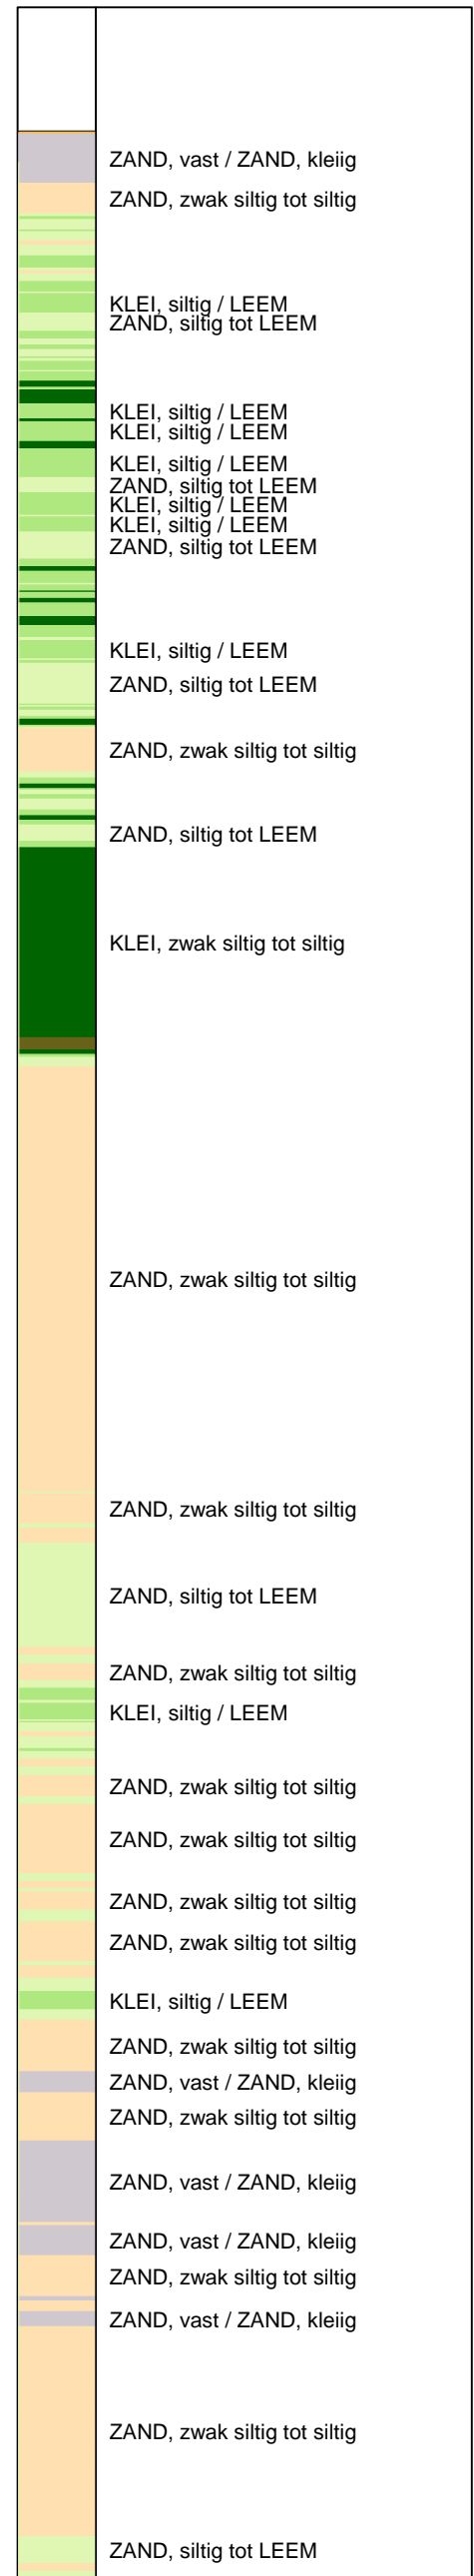 ZAND, vast / ZAND, kleiig
ZAND, zwak siltig tot siltig
KLEI, siltig / LEEM
ZAND, siltig tot LEEM
KLEI, siltig / LEEM
KLEI, siltig / LEEM
KLEI, siltig / LEEM
ZAND, siltig tot LEEM
KLEI, siltig / LEEM
KLEI, siltig / LEEM
ZAND, siltig tot LEEM
KLEI, siltig / LEEM
ZAND, siltig tot LEEM
ZAND, zwak siltig tot siltig
ZAND, siltig tot LEEM
KLEI, zwak siltig tot siltig
ZAND, zwak siltig tot siltig
ZAND, zwak siltig tot siltig
ZAND, siltig tot LEEM
ZAND, zwak siltig tot siltig
KLEI, siltig / LEEM
ZAND, zwak siltig tot siltig
ZAND, zwak siltig tot siltig
ZAND, zwak siltig tot siltig
ZAND, zwak siltig tot siltig
KLEI, siltig / LEEM
ZAND, zwak siltig tot siltig
ZAND, vast / ZAND, kleiig
ZAND, zwak siltig tot siltig
ZAND, vast / ZAND, kleiig
ZAND, vast / ZAND, kleiig
ZAND, zwak siltig tot siltig
ZAND, vast / ZAND, kleiig
ZAND, zwak siltig tot siltig
ZAND, siltig tot LEEM